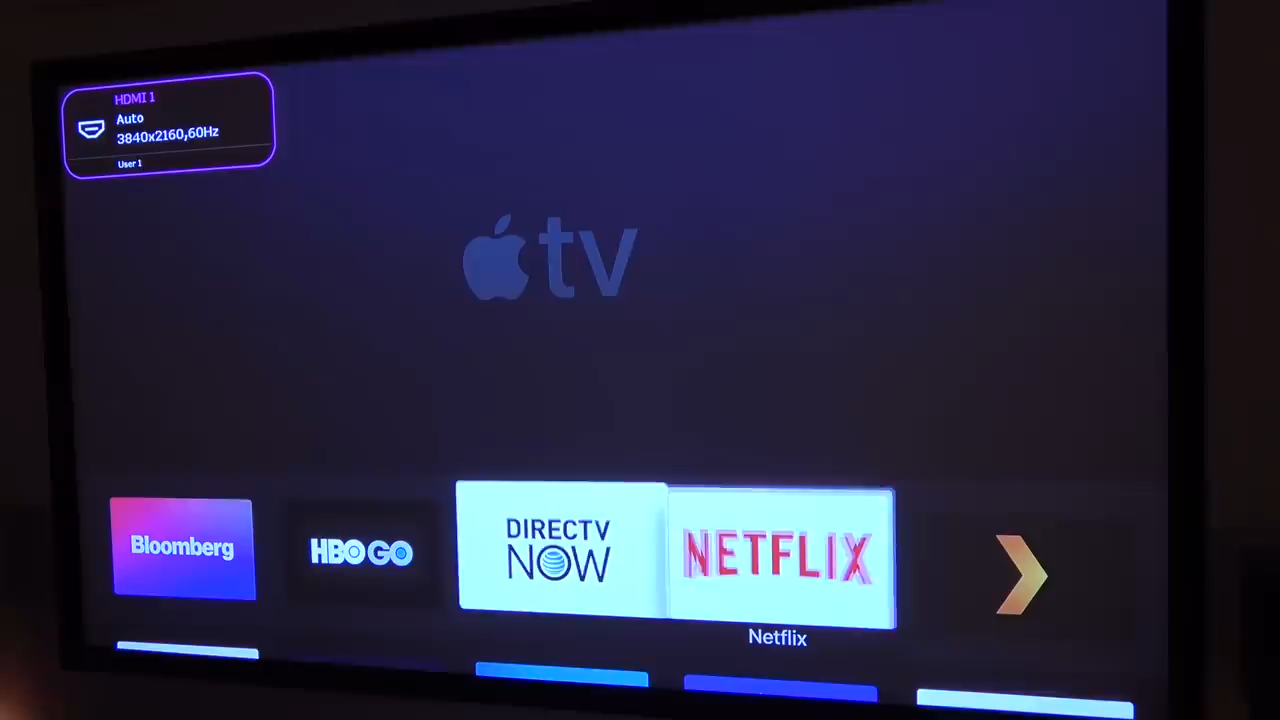 HDMI 1
Auto
3840x2160,60Hz
User 1
tv
Bloomberg
HBO GO
DIRECTV
NOW
NETFLIX
Netflix